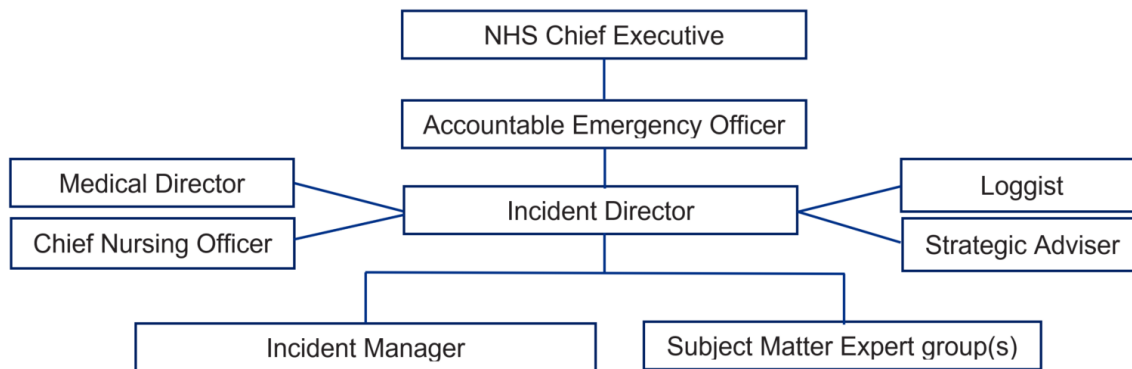 NHS Chief Executive
Accountable Emergency Officer
Medical Director
Chief Nursing Officer
Incident Director
Loggist
Strategic Adviser
Incident Manager
Subject Matter Expert group(s)